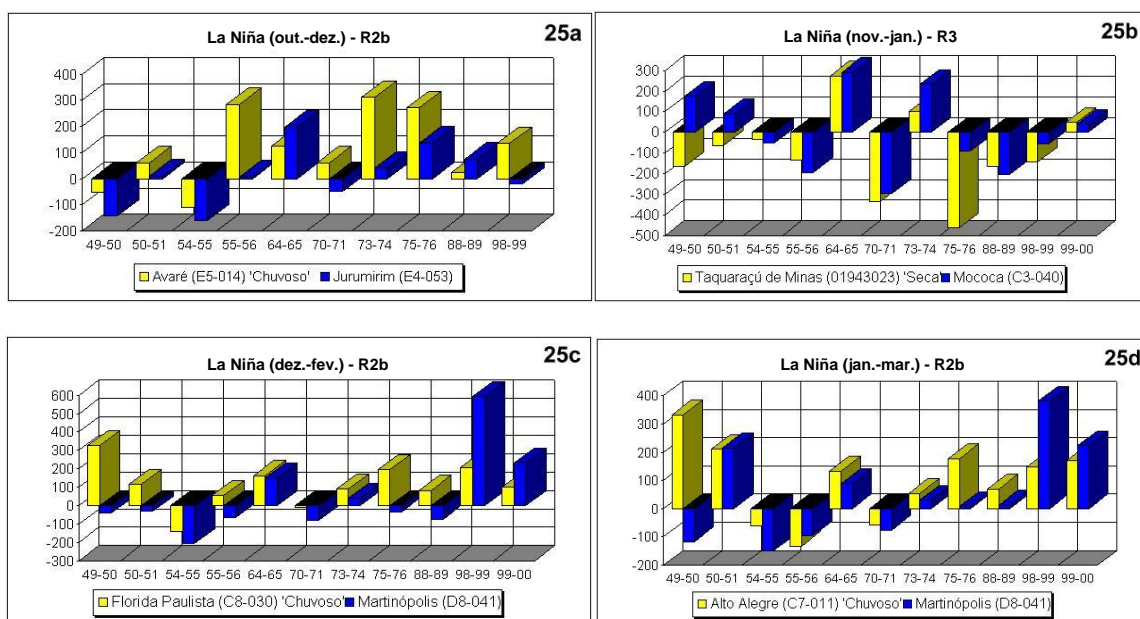 La Niña (out.-dez.) - R2b
25a
400
300
200
100
0
-100
-200
49-50 50-51 54-55 55-56 64-65 70-71 73-74 75-76 88-89 98-99
Avaré (E5-014) 'Chuvoso' Jurumirim (E4-053)
La Niña (nov.-jan.) - R3
25b
300
200
100
0
-100
-200
-300
-400
-500
49-50 50-51 54-55 55-56 64-65 70-71 73-74 75-76 88-89 98-99 99-00
Taquaraçú de Minas (01943023) 'Seca' Mococa (C3-040)
La Niña (dez.-fev.) - R2b
25c
600
500
400
300
200
100
0
-100
-200
-300
49-50 50-51 54-55 55-56 64-65 70-71 73-74 75-76 88-89 98-99 99-00
Florida Paulista (C8-030) 'Chuvoso' Martinópolis (D8-041)
La Niña (jan.-mar.) - R2b
25d
400
200
0
-100
-200
49-50 50-51 54-55 55-56 64-65 70-71 73-74 75-76 88-89 98-99 99-00
Alto Alegre (C7-011) 'Chuvoso' Martinópolis (D8-041)